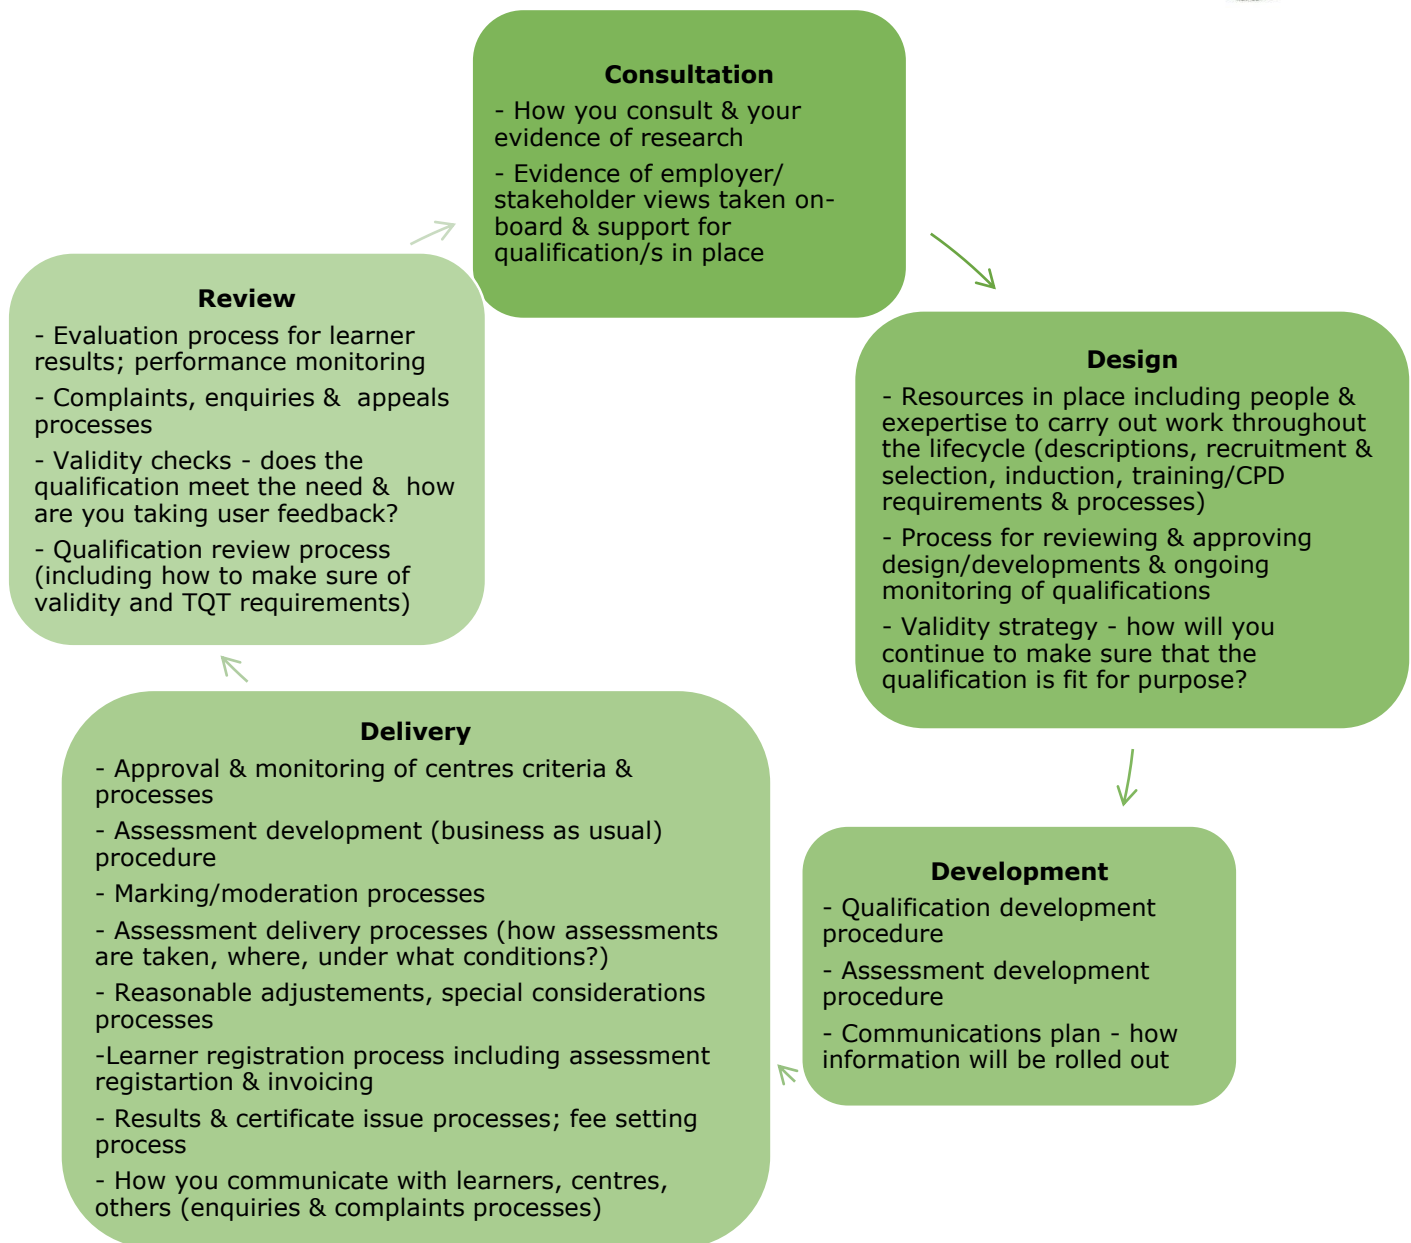 Consultation
- How you consult & your
evidence of research
- Evidence of employer/
stakeholder views taken on-
board & support for
qualification/s in place
Design
- Resources in place including people &
exepertise to carry out work throughout
the lifecycle (descriptions, recruitment &
selection, induction, training/CPD
requirements & processes)
- Process for reviewing & approving
design/developments & ongoing
monitoring of qualifications
- Validity strategy - how will you
continue to make sure that the
qualification is fit for purpose?
Development
- Qualification development
procedure
- Assessment development
procedure
- Communications plan - how
information will be rolled out
Delivery
- Approval & monitoring of centres criteria &
processes
- Assessment development (business as usual)
procedure
- Marking/moderation processes
- Assessment delivery processes (how assessments
are taken, where, under what conditions?)
- Reasonable adjustements, special considerations
processes
-Learner registration process including assessment
registartion & invoicing
- Results & certificate issue processes; fee setting
process
- How you communicate with learners, centres,
others (enquiries & complaints processes)
Review
- Evaluation process for learner
results; performance monitoring
- Complaints, enquiries &  appeals
processes
- Validity checks - does the
qualification meet the need &  how
are you taking user feedback?
- Qualification review process
(including how to make sure of
validity and TQT requirements)